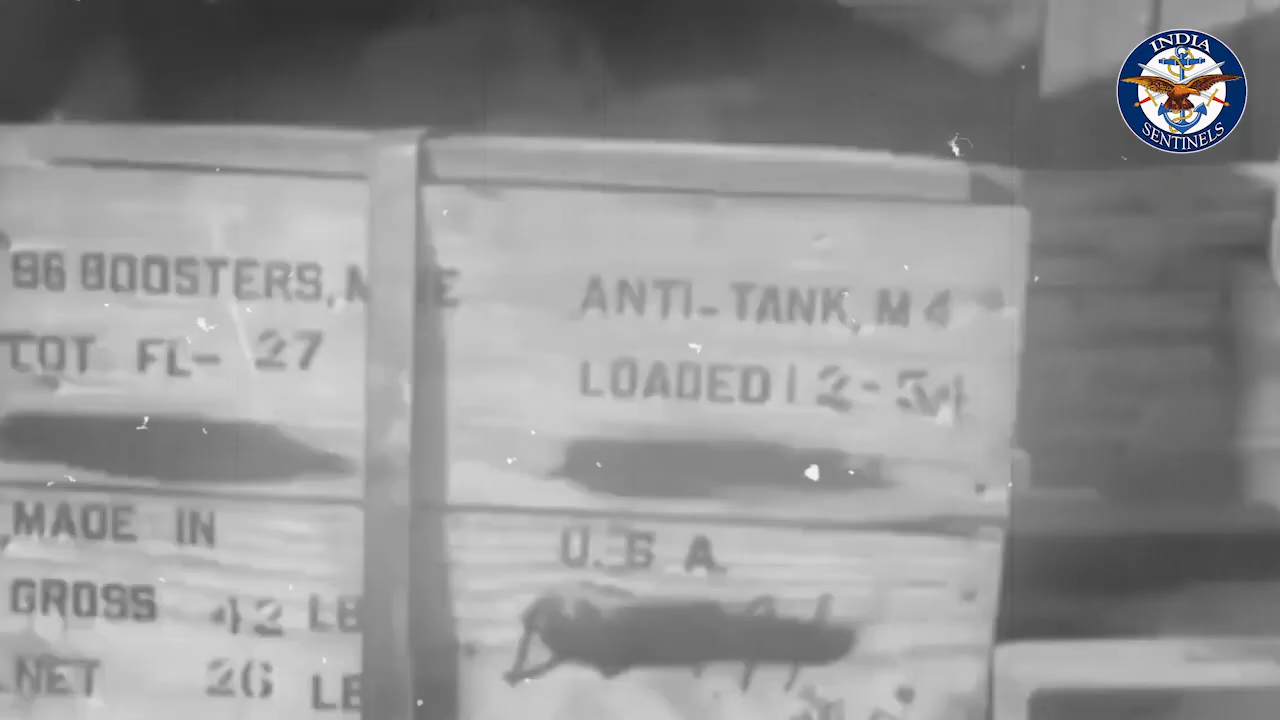 INDIA
SENTINELS
96 BOOSTERS, M E ANTI-TANK, M 4
LOT FL- 27 LOADED 12-54
MADE IN U.S A
GROSS 42 LB
NET 26 LB